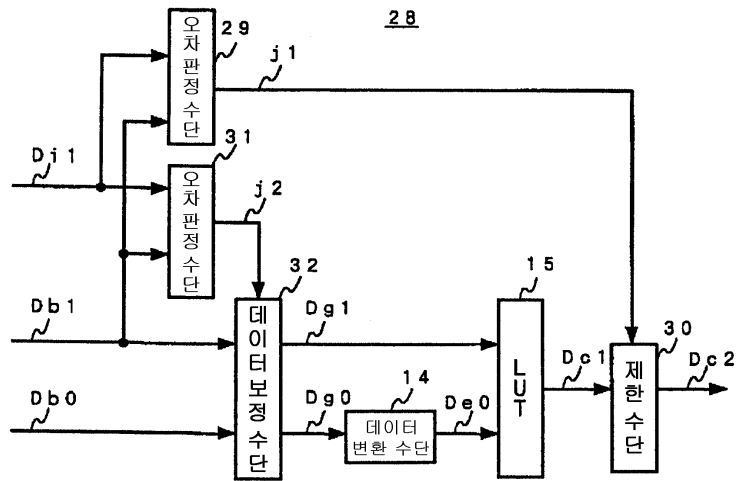 28
29
오차 판정 수단
j1
Di1
31
오차 판정 수단
j2
32
데이터 보정 수단
Db1
Dg1
15
LUT
Dc1
30
제한 수단
Dc2
Db0
Dg0
14
데이터
변환 수단
De0